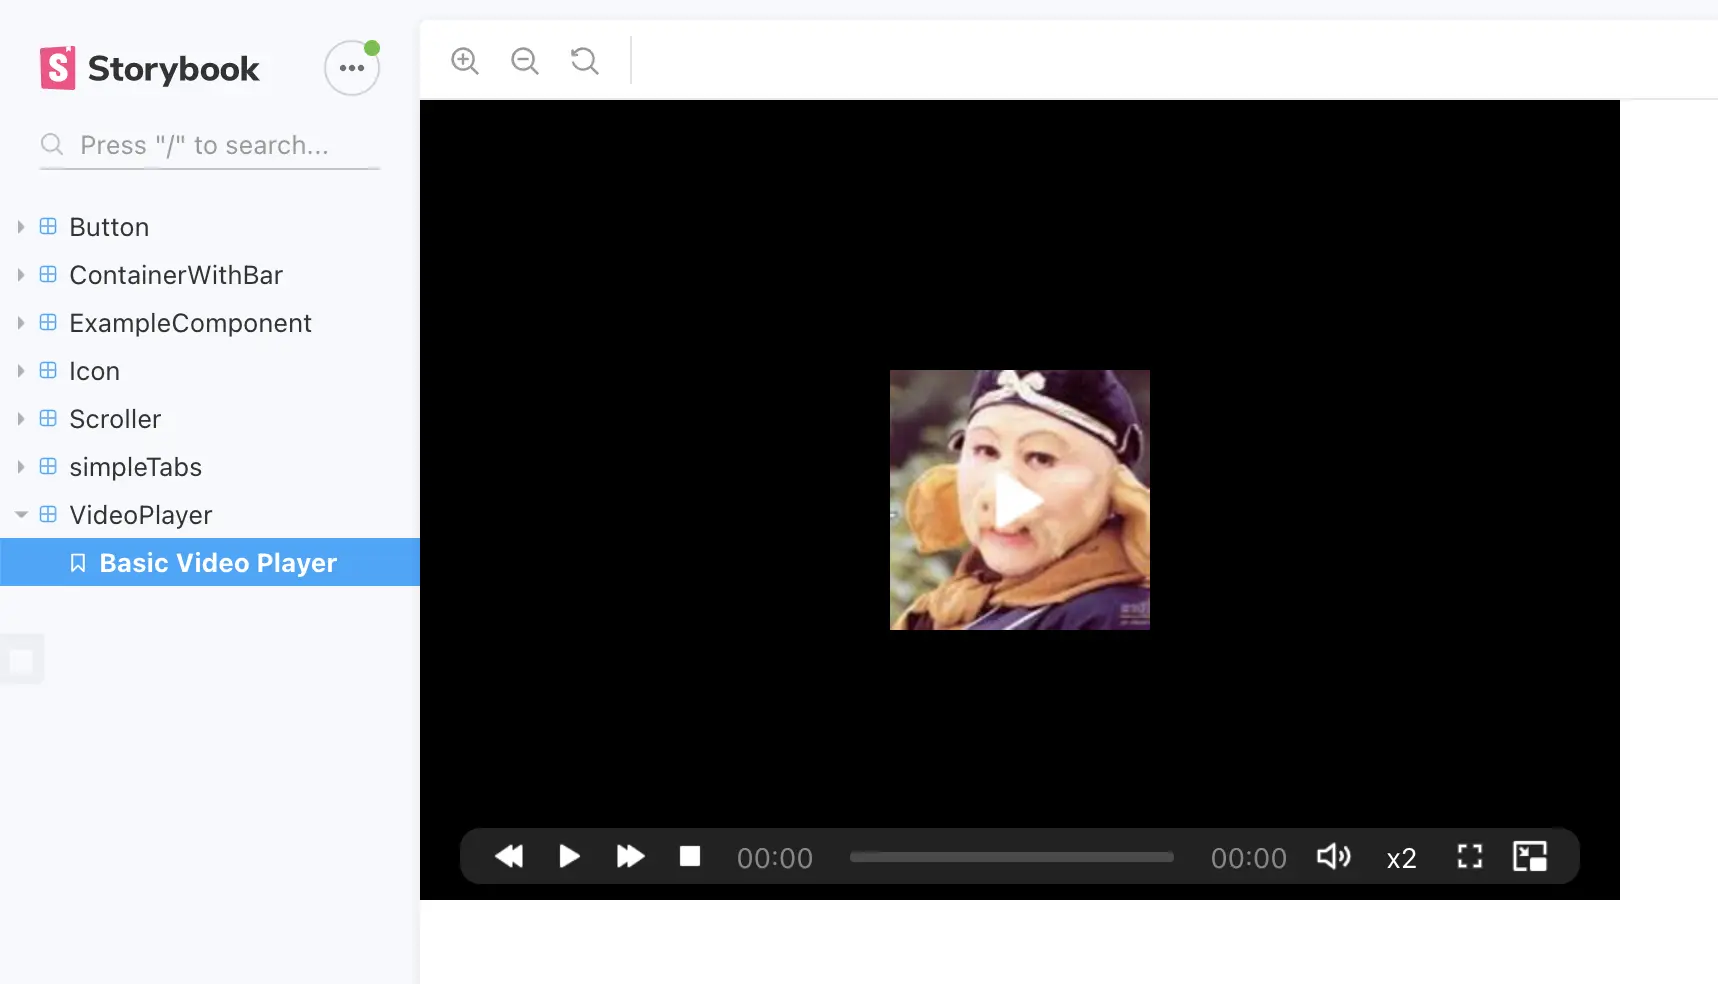 Storybook
Press "/" to search...
Button
ContainerWithBar
ExampleComponent
Icon
Scroller
simpleTabs
VideoPlayer
Basic Video Player
00:00
00:00
x2